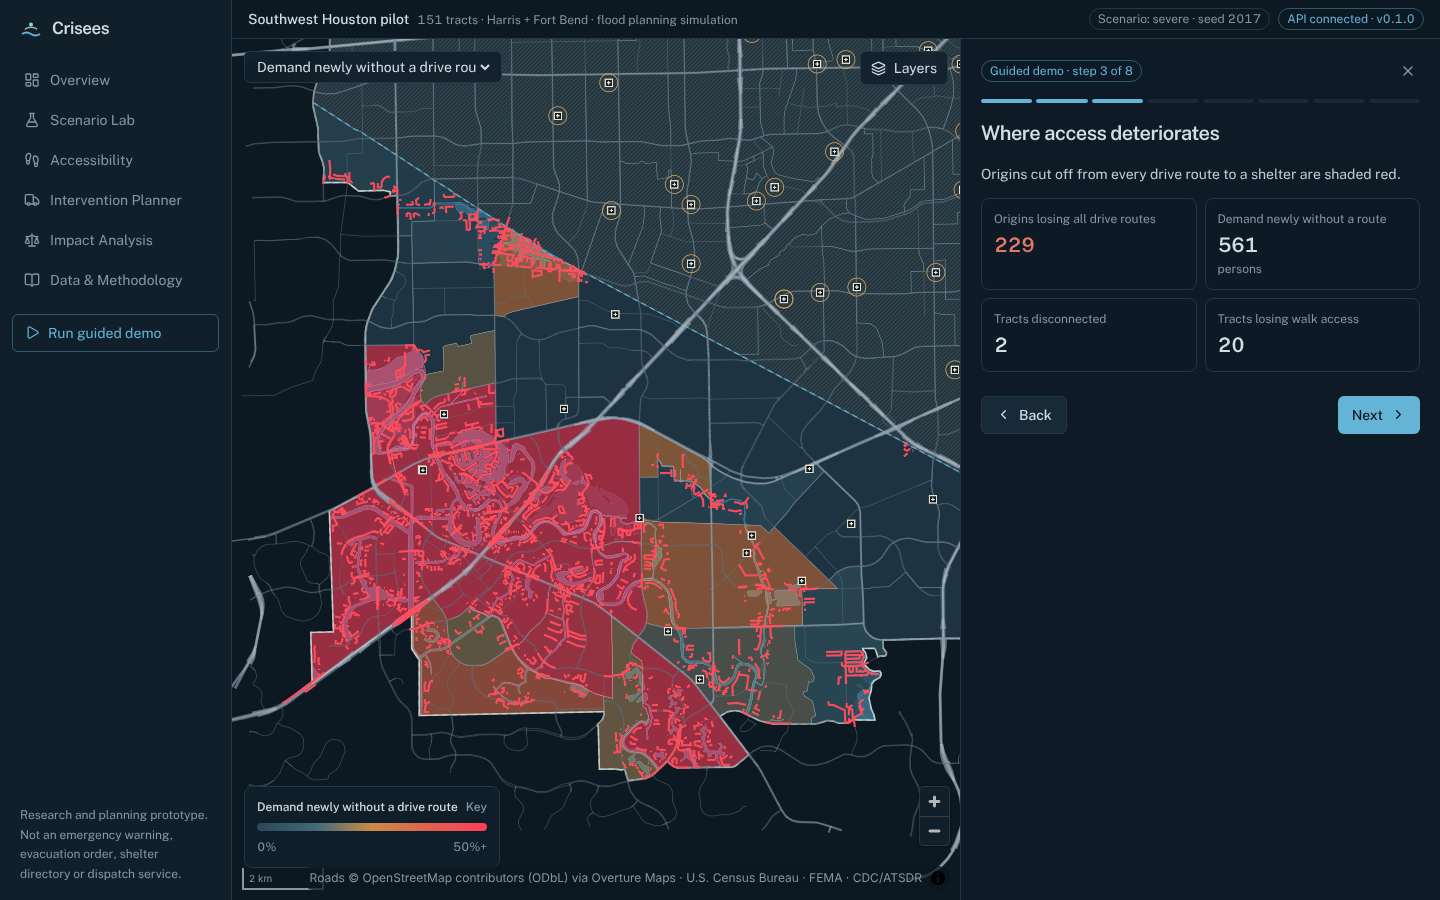 Crisees
Overview
Scenario Lab
Accessibility
Intervention Planner
Impact Analysis
Data & Methodology
Run guided demo
Research and planning prototype.
Not an emergency warning,
evacuation order, shelter
directory or dispatch service.
Southwest Houston pilot 151 tracts · Harris + Fort Bend · flood planning simulation
Scenario: severe · seed 2017
API connected · v0.1.0
Demand newly without a drive rou
Layers
Demand newly without a drive route Key
0% 50%+
2 km
Roads © OpenStreetMap contributors (ODbL) via Overture Maps · U.S. Census Bureau · FEMA · CDC/ATSDR
Guided demo · step 3 of 8
Where access deteriorates
Origins cut off from every drive route to a shelter are shaded red.
Origins losing all drive routes
229
Demand newly without a route
561
persons
Tracts disconnected
2
Tracts losing walk access
20
Back
Next